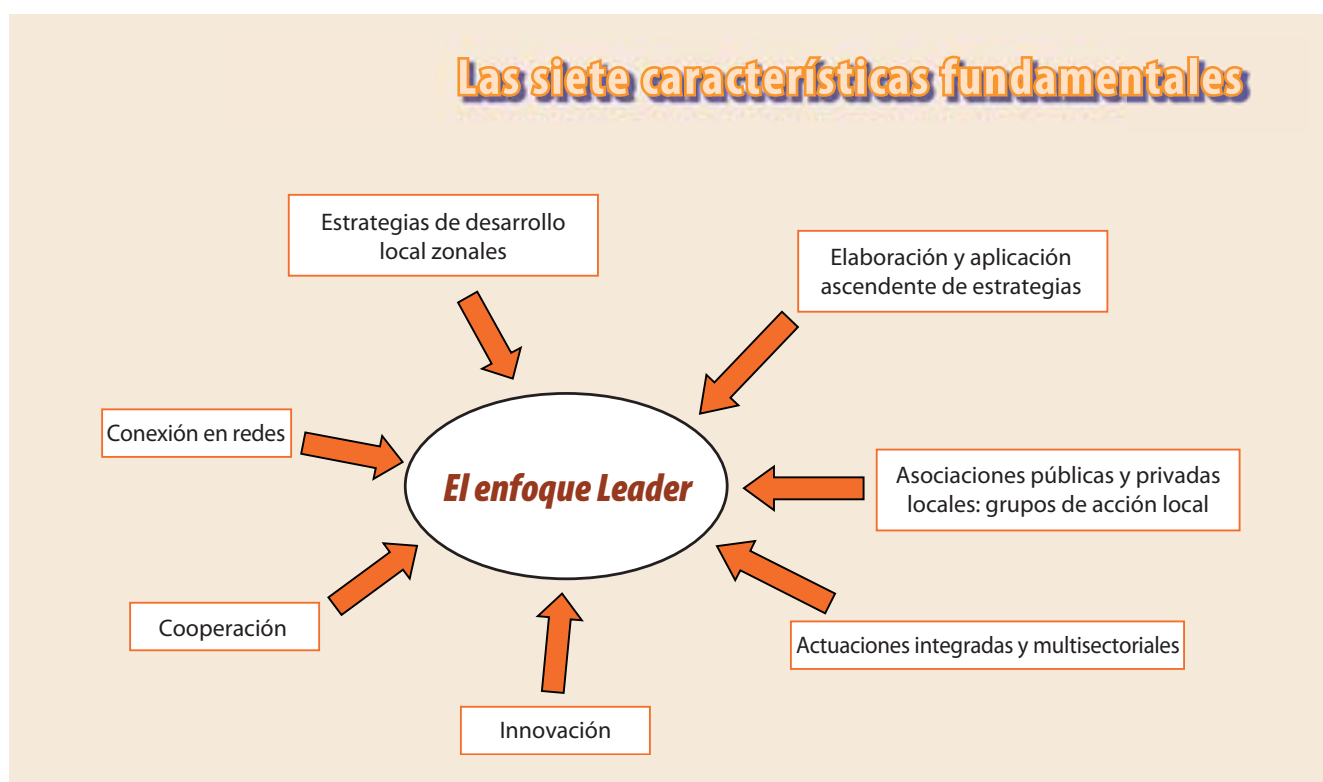 Las siete características fundamentales
Estrategias de desarrollo
local zonales
Elaboración y aplicación
ascendente de estrategias
Conexión en redes
El enfoque Leader
Asociaciones públicas y privadas
locales: grupos de acción local
Cooperación
Actuaciones integradas y multisectoriales
Innovación